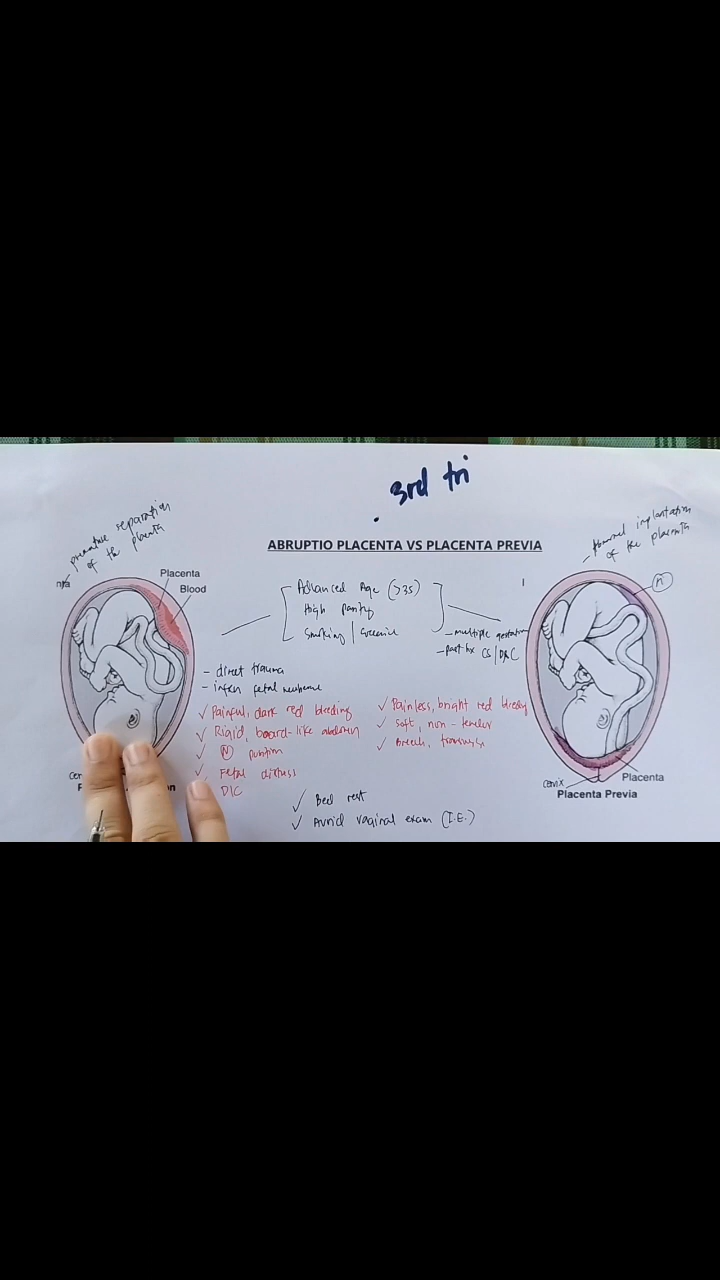 3rd tri
ABRUPTIO PLACENTA VS PLACENTA PREVIA
premature separation
of the placenta
Placenta
Blood
Advanced Age (>35)
High parity
Smoking /
- direct trauma
- fetal membrane
✓ Painful, dark red bleeding
✓ Rigid, board-like abdomen
✓ (N)
✓ Fetal distress
DIC
- multiple gestation
- past hx CS/D&C
✓ Painless, bright red bleeding
✓ soft, non-tender
✓ Breech, transverse
✓ Bed rest
✓ Avoid vaginal exam (I.E.)
abnormal implantation
of the placenta
cervix
Placenta
Placenta Previa